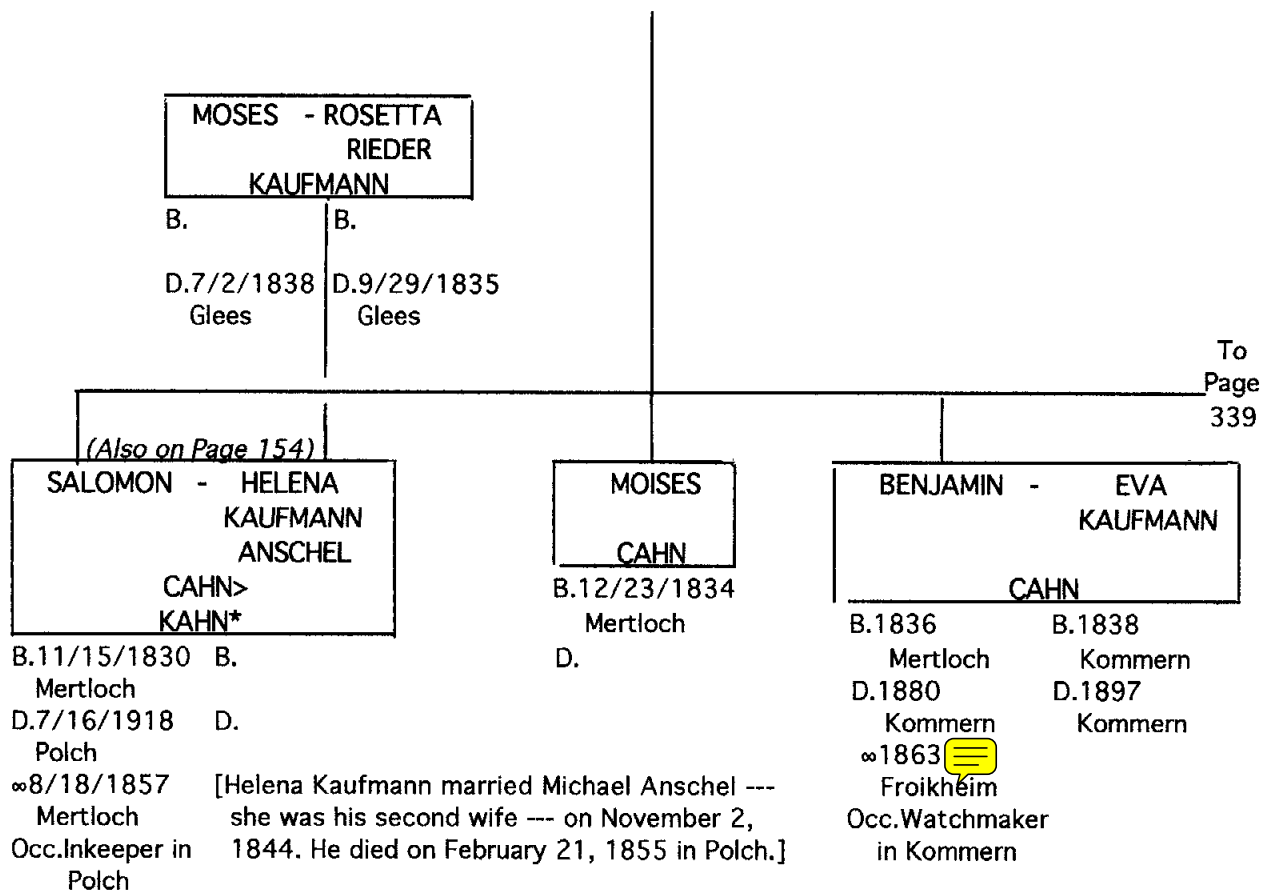 MOSES - ROSETTA
RIEDER
KAUFMANN
B. B.
D.7/2/1838 D.9/29/1835
Glees Glees
To
Page
339
(Also on Page 154)
SALOMON - HELENA
KAUFMANN
ANSCHEL
CAHN>
KAHN*
B.11/15/1830 B.
Mertloch
D.7/16/1918 D.
Polch
∞8/18/1857
Mertloch
Occ.Inkeeper in
Polch
[Helena Kaufmann married Michael Anschel ---
she was his second wife --- on November 2,
1844. He died on February 21, 1855 in Polch.]
MOISES
CAHN
B.12/23/1834
Mertloch
D.
BENJAMIN - EVA
KAUFMANN
CAHN
B.1836 B.1838
Mertloch Kommern
D.1880 D.1897
Kommern Kommern
∞1863
Froikheim
Occ.Watchmaker
in Kommern